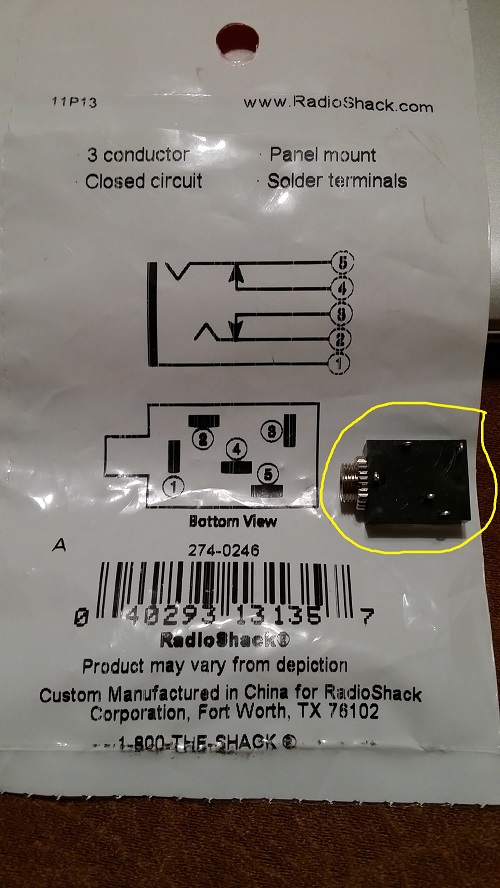 11P13 www.RadioShack.com
· 3 conductor · Panel mount
· Closed circuit · Solder terminals
5
4
3
2
1
2 3
4
5
1
Bottom View
A 274-0246
0 40293 13135 7
RadioShack®
Product may vary from depiction
Custom Manufactured in China for RadioShack
Corporation, Fort Worth, TX 76102
1-800-THE-SHACK ®